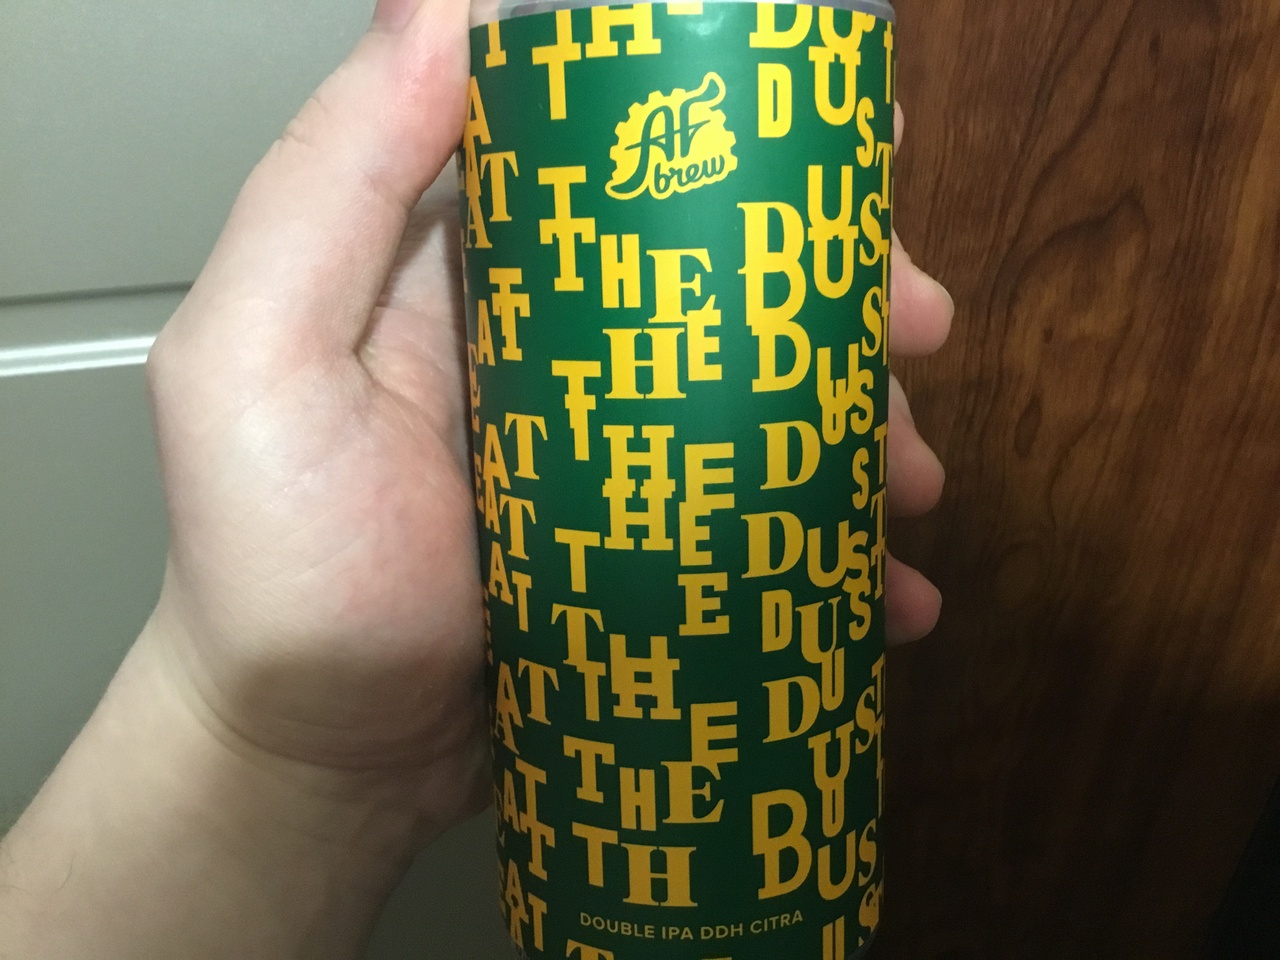 AF
brew
EAT THE DUST
DOUBLE IPA DDH CITRA